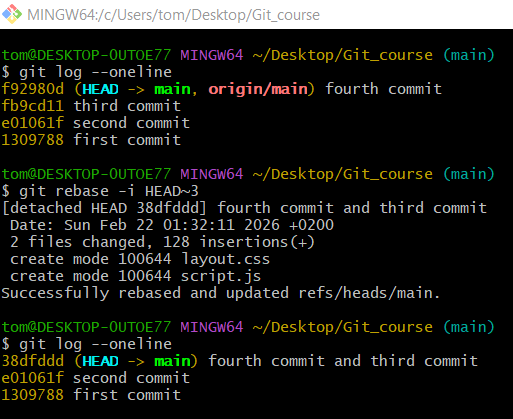 MINGW64:/c/Users/tom/Desktop/Git_course
tom@DESKTOP-OUTOE77 MINGW64 ~/Desktop/Git_course (main)
$ git log --oneline
f92980d (HEAD -> main, origin/main) fourth commit
fb9cd11 third commit
e01061f second commit
1309788 first commit
tom@DESKTOP-OUTOE77 MINGW64 ~/Desktop/Git_course (main)
$ git rebase -i HEAD~3
[detached HEAD 38dfddd] fourth commit and third commit
Date: Sun Feb 22 01:32:11 2026 +0200
2 files changed, 128 insertions(+)
create mode 100644 layout.css
create mode 100644 script.js
Successfully rebased and updated refs/heads/main.
tom@DESKTOP-OUTOE77 MINGW64 ~/Desktop/Git_course (main)
$ git log --oneline
38dfddd (HEAD -> main) fourth commit and third commit
e01061f second commit
1309788 first commit